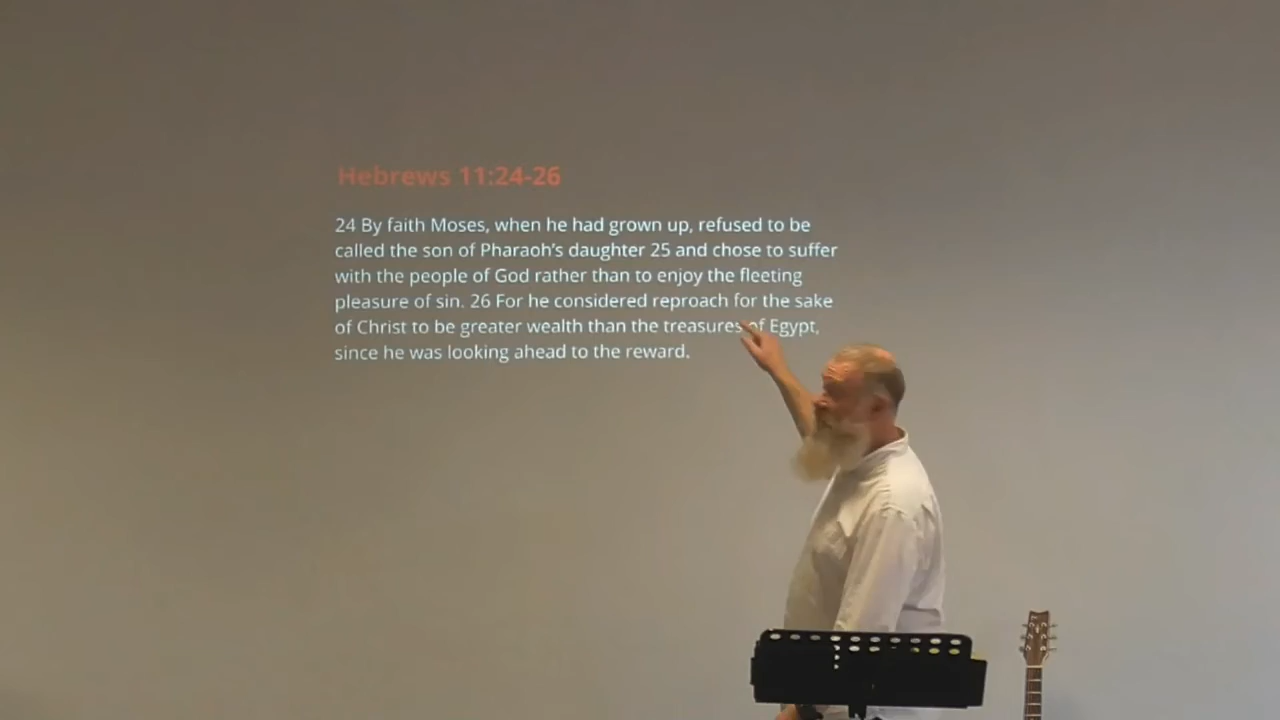 Hebrews 11:24-26
24 By faith Moses, when he had grown up, refused to be
called the son of Pharaoh's daughter 25 and chose to suffer
with the people of God rather than to enjoy the fleeting
pleasure of sin. 26 For he considered reproach for the sake
of Christ to be greater wealth than the treasures of Egypt,
since he was looking ahead to the reward.